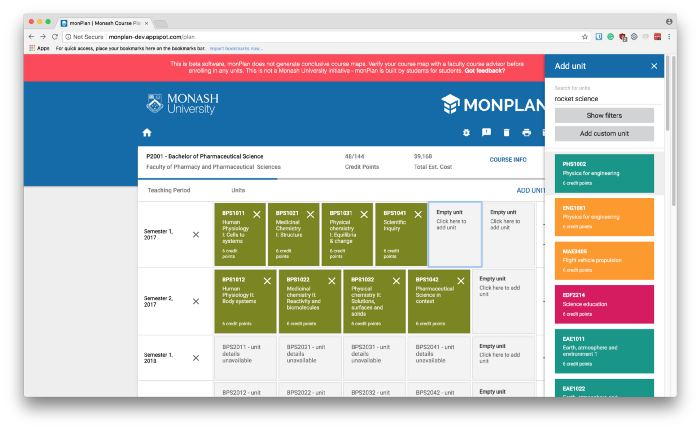 monPlan | Monash Course Pla
Not Secure | monplan-dev.appspot.com/plan
Apps For quick access, place your bookmarks here on the bookmarks bar. Import bookmarks now...
This is beta software, monPlan does not generate conclusive course maps. Verify your course map with a faculty course advisor before
enrolling in any units. This is not a Monash University initiative - monPlan is built by students for students. Got feedback?
MONASH
University
MONPLAN
P2001 - Bachelor of Pharmaceutical Science
Faculty of Pharmacy and Pharmaceutical Sciences
48/144
Credit Points
39,168
Total Est. Cost
COURSE INFO
Teaching Period
Units
ADD UNIT
Semester 1,
2017
BPS1011
Human
Physiology
I: Cells to
systems
6 credit
points
BPS1021
Medicinal
Chemistry
I: Structure
6 credit points
BPS1031
Physical
chemistry
I: Equilibria
& change
6 credit points
BPS1041
Scientific
Inquiry
6 credit points
Empty unit
Click here to
add unit
Empty unit
Click here to
add unit
Semester 2,
2017
BPS1012
Human
Physiology II:
Body systems
6 credit points
BPS1022
Medicinal
chemistry II:
Reactivity and
biomolecules
6 credit points
BPS1032
Physical
chemistry II:
Solutions,
surfaces and
solids
6 credit points
BPS1042
Pharmaceutical
Science in
context
6 credit points
Empty unit
Click here to
add unit
Semester 1,
2018
BPS2011 - unit
details
unavailable
BPS2021 - unit
details
unavailable
BPS2031 - unit
details
unavailable
BPS2041 - unit
details
unavailable
Empty unit
Click here to
add unit
BPS2012 - unit
details
BPS2022 - unit
details
BPS2032 - unit
details
BPS2042 - unit
details
Empty unit
Click here to
Add unit
Search for units
rocket science
Show filters
Add custom unit
PHS1002
Physics for engineering
6 credit points
ENG1081
Physics for engineering
6 credit points
MAE3405
Flight vehicle propulsion
6 credit points
EDF2214
Science education
6 credit points
EAE1011
Earth, atmosphere and
environment 1
6 credit points
EAE1022
Earth, atmosphere and